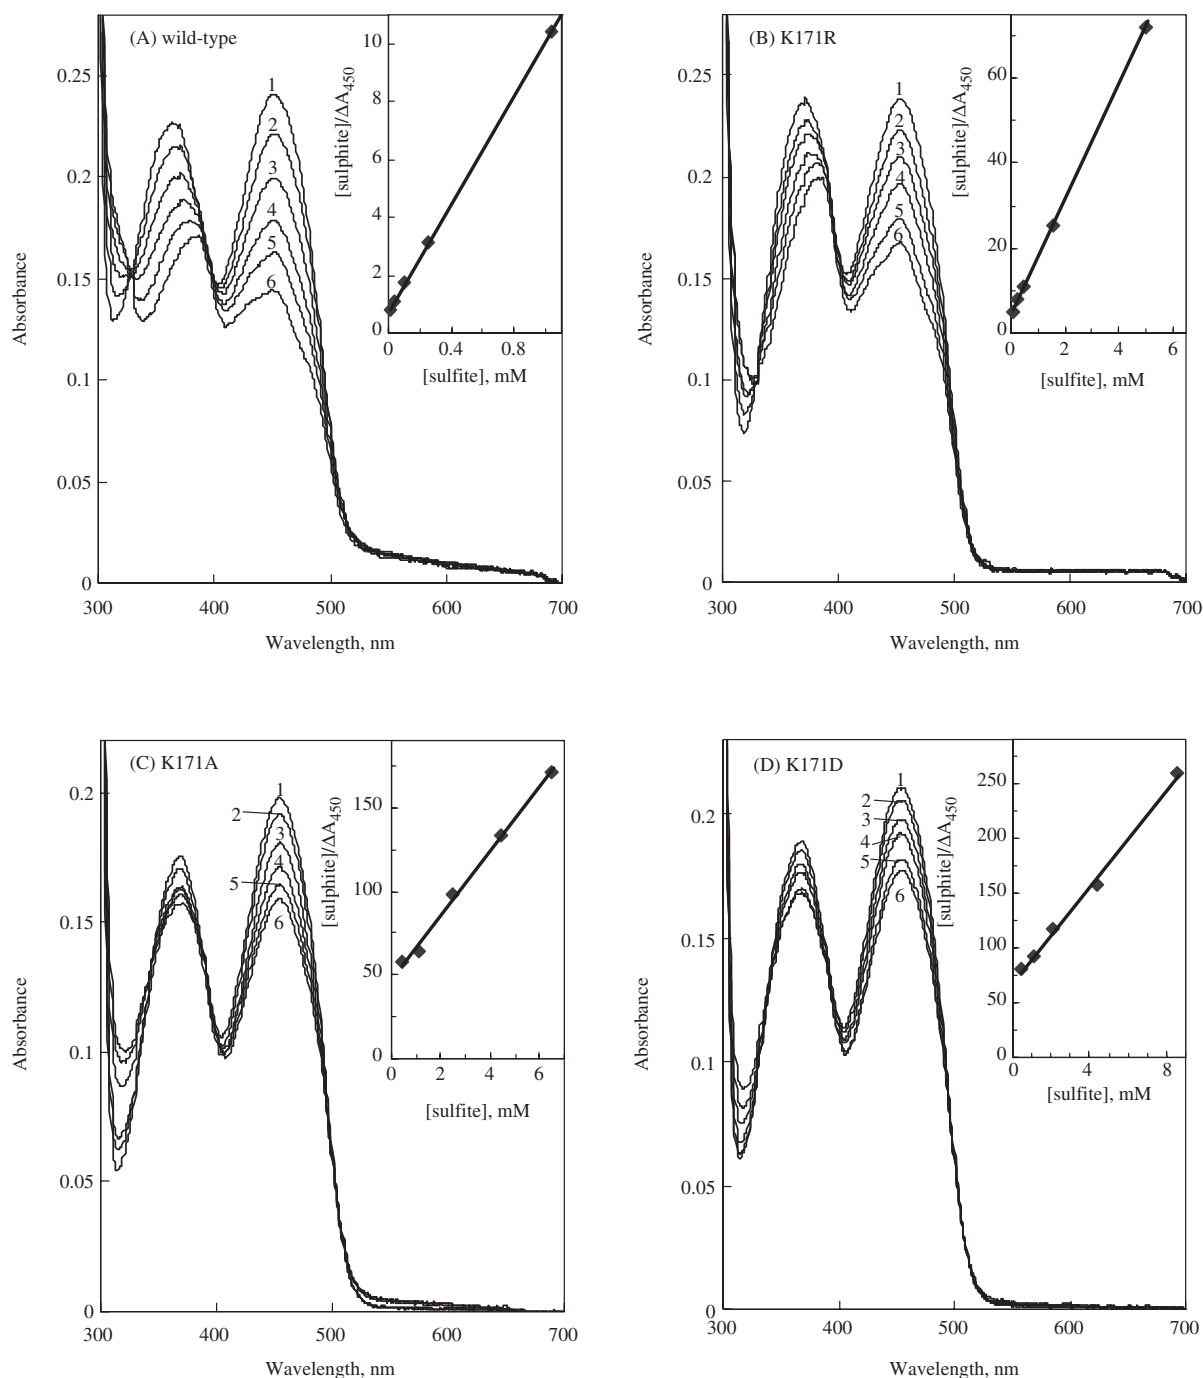 (A) wild-type
[sulphite]/ΔA450
10
8
6
4
2
0
0 0.4 0.8
[sulfite], mM
1
2
3
4
5
6
Absorbance
0.25
0.2
0.15
0.1
0.05
0
300 400 500 600 700
Wavelength, nm
(B) K171R
[sulphite]/ΔA450
60
40
20
0
0 2 4 6
[sulfite], mM
1
2
3
4
5
6
Absorbance
0.25
0.2
0.15
0.1
0.05
0
300 400 500 600 700
Wavelength, nm
(C) K171A
[sulphite]/ΔA450
150
100
50
0
0 2 4 6
[sulfite], mM
1
2
3
4
5
6
Absorbance
0.2
0.15
0.1
0.05
0
300 400 500 600 700
Wavelength, nm
(D) K171D
[sulphite]/ΔA450
250
200
150
100
50
0
0 4 8
[sulfite], mM
1
2
3
4
5
6
Absorbance
0.2
0.15
0.1
0.05
0
300 400 500 600 700
Wavelength, nm